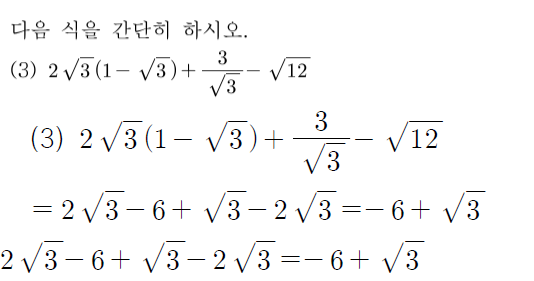 다음 식을 간단히 하시오.
(3) 2√3(1− √3)+ 3/√3 − √12
(3) 2√3(1− √3)+ 3/√3 − √12
= 2√3− 6+ √3− 2√3 =− 6+ √3
2√3− 6+ √3− 2√3 =− 6+ √3